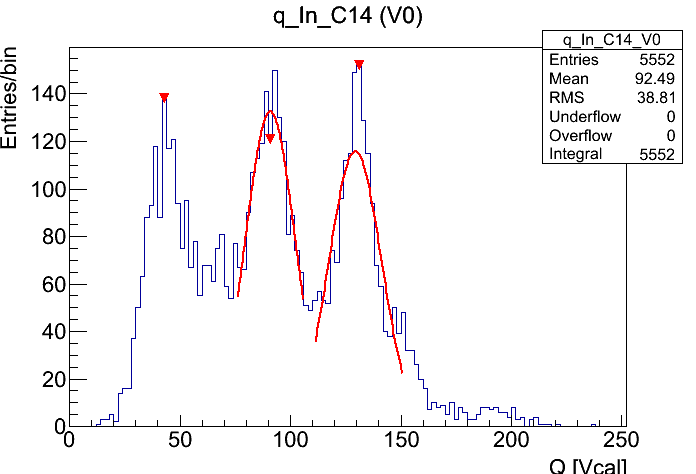 q_In_C14 (V0)
q_In_C14_V0
Entries 5552
Mean 92.49
RMS 38.81
Underflow 0
Overflow 0
Integral 5552
Entries/bin
140
120
100
80
60
40
20
0
0 50 100 150 200 250
Q [Vcal]